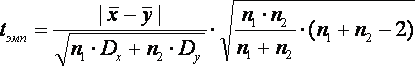 t_эмп = | x̄ − ȳ | / √(n₁ · Dₓ + n₂ · D_y) · √(n₁ · n₂ / (n₁ + n₂) · (n₁ + n₂ − 2))